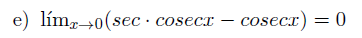 e) lím_{x→0}(sec · cosecx − cosecx) = 0